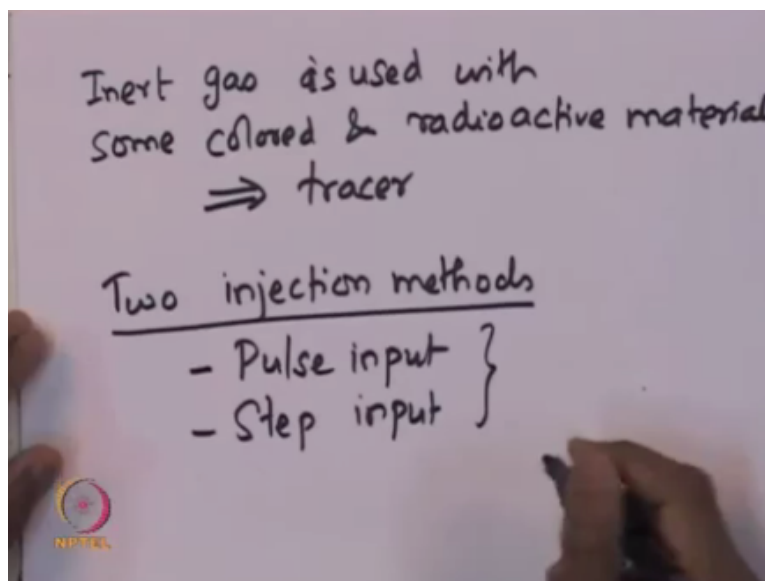 Inert gas is used with
some colored & radioactive material
⇒ tracer
Two injection methods
- Pulse input }
- Step input
NPTEL